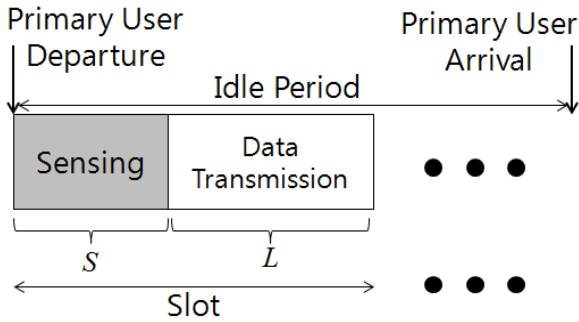 Primary User
Departure
Primary User
Arrival
Idle Period
Sensing
Data
Transmission
S
L
Slot